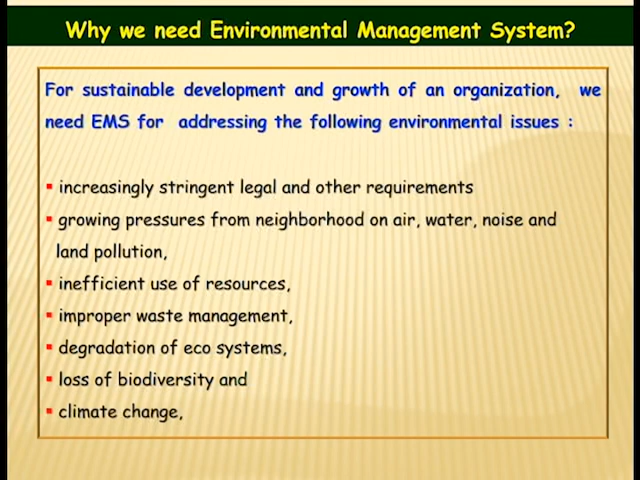 Why we need Environmental Management System?
For sustainable development and growth of an organization, we
need EMS for addressing the following environmental issues :
▪ increasingly stringent legal and other requirements
▪ growing pressures from neighborhood on air, water, noise and
land pollution,
▪ inefficient use of resources,
▪ improper waste management,
▪ degradation of eco systems,
▪ loss of biodiversity and
▪ climate change,